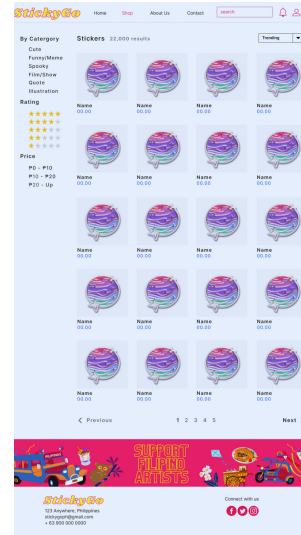 StickyGo
Home Shop About Us Contact search
By Catergory
Cute
Funny/Meme
Spooky
Film/Show
Quote
Illustration
Rating
Price
₱0 - ₱10
₱10 - ₱20
₱20 - Up
Stickers 22,000 results
Trending
Name Name Name Name
00.00 00.00 00.00 00.00
Name Name Name Name
00.00 00.00 00.00 00.00
Name Name Name Name
00.00 00.00 00.00 00.00
Name Name Name Name
00.00 00.00 00.00 00.00
Name Name Name Name
00.00 00.00 00.00 00.00
Previous 1 2 3 4 5 Next
SUPPORT
FILIPINO
ARTISTS
StickyGo
123 Anywhere, Philippines
stickygoph@gmail.com
+ 63 900 000 0000
Connect with us